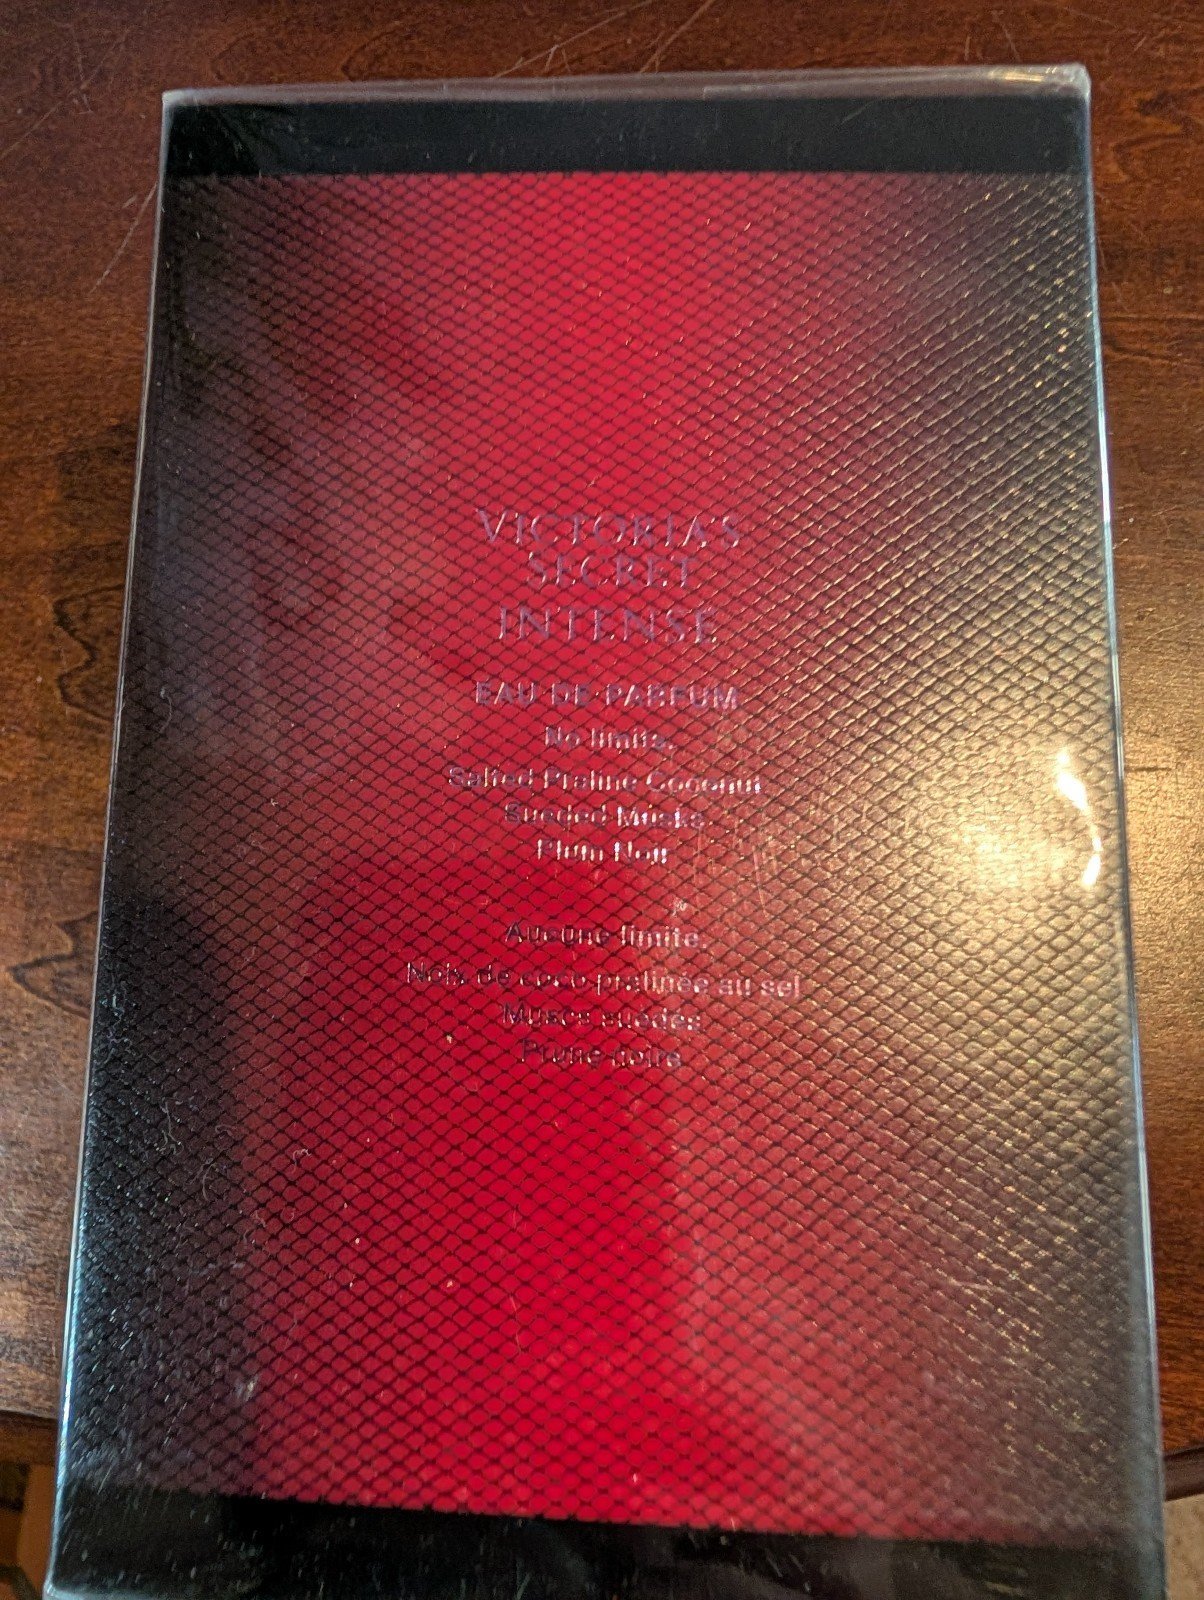 VICTORIA'S
SECRET
INTENSE
EAU DE PARFUM
No limits.
Salted Praline Coconut
Sueded Musks
Plum Noir
Aucune limite.
Noix de coco pralinée au sel
Muscs suédés
Prune noire